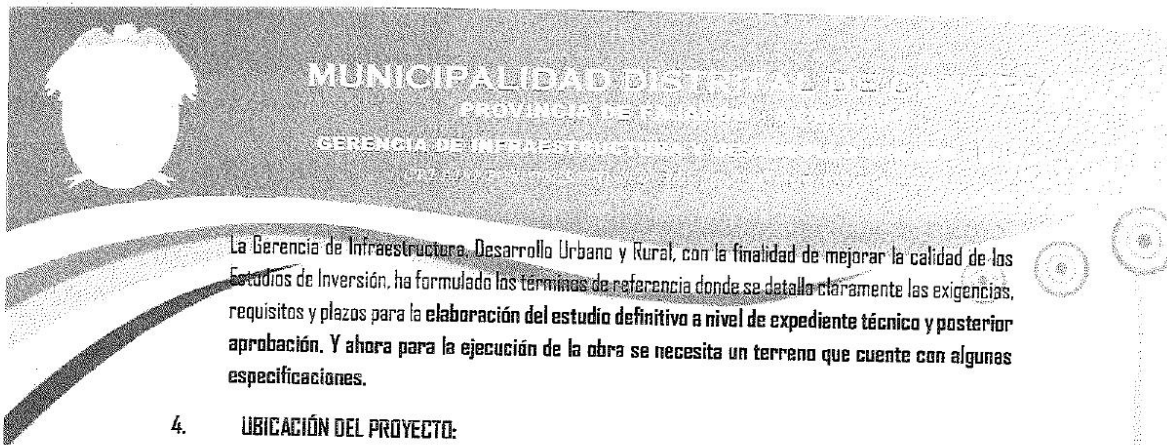 MUNICIPALIDAD DISTRITAL DE
PROVINCIA DE
GERENCIA DE INFRAESTRUCTURA Y
La Gerencia de Infraestructura, Desarrollo Urbano y Rural, con la finalidad de mejorar la calidad de los
Estudios de Inversión, ha formulado los términos de referencia donde se detalla claramente las exigencias,
requisitos y plazos para la elaboración del estudio definitivo a nivel de expediente técnico y posterior
aprobación. Y ahora para la ejecución de la obra se necesita un terreno que cuente con algunas
especificaciones.
4. UBICACIÓN DEL PROYECTO: